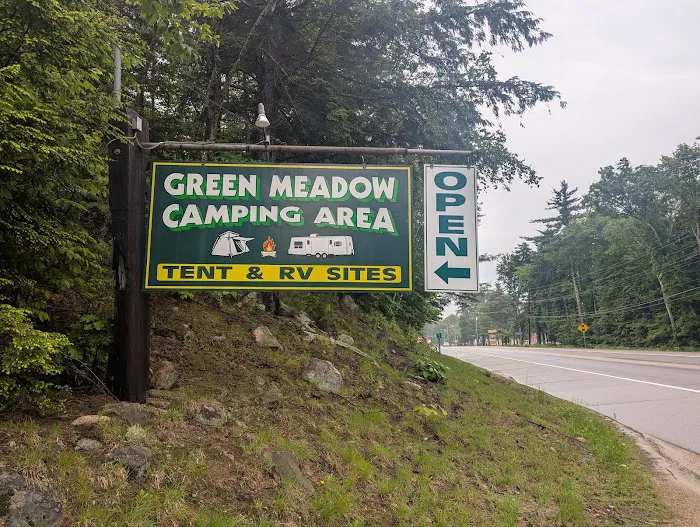 GREEN MEADOW
CAMPING AREA
TENT & RV SITES
OPEN